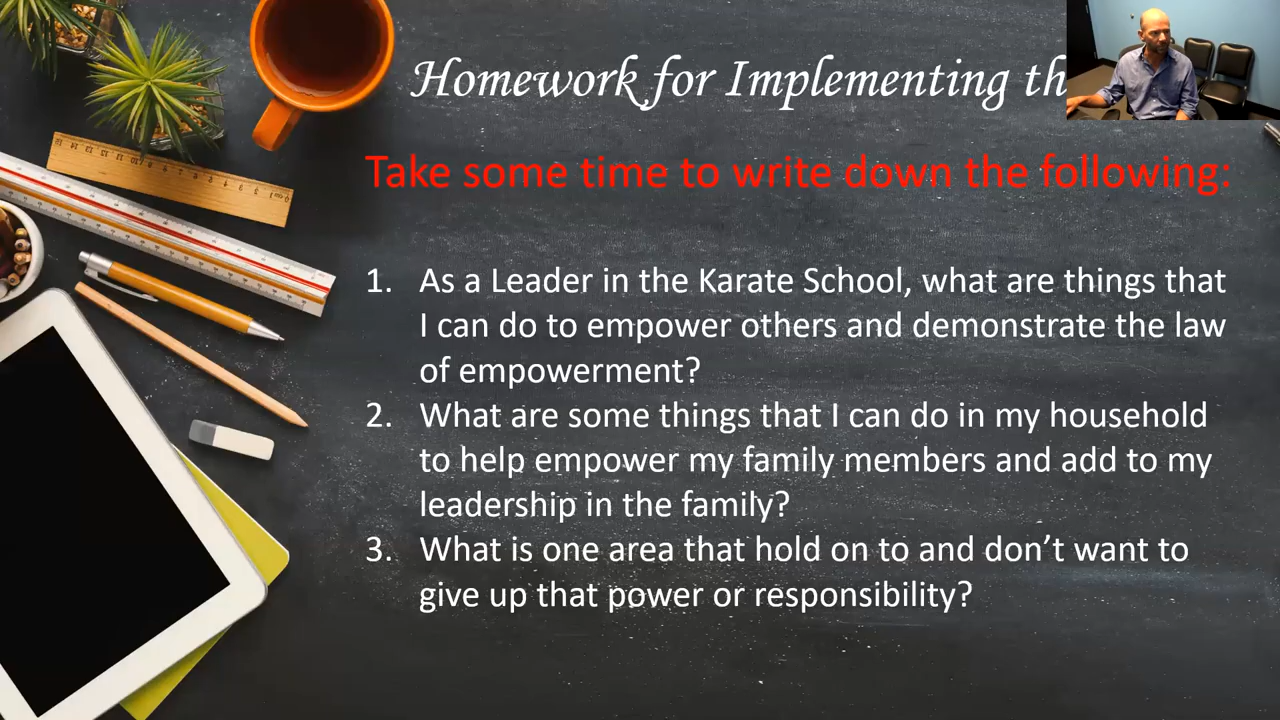 Homework for Implementing th
Take some time to write down the following:
1. As a Leader in the Karate School, what are things that
I can do to empower others and demonstrate the law
of empowerment?
2. What are some things that I can do in my household
to help empower my family members and add to my
leadership in the family?
3. What is one area that hold on to and don’t want to
give up that power or responsibility?